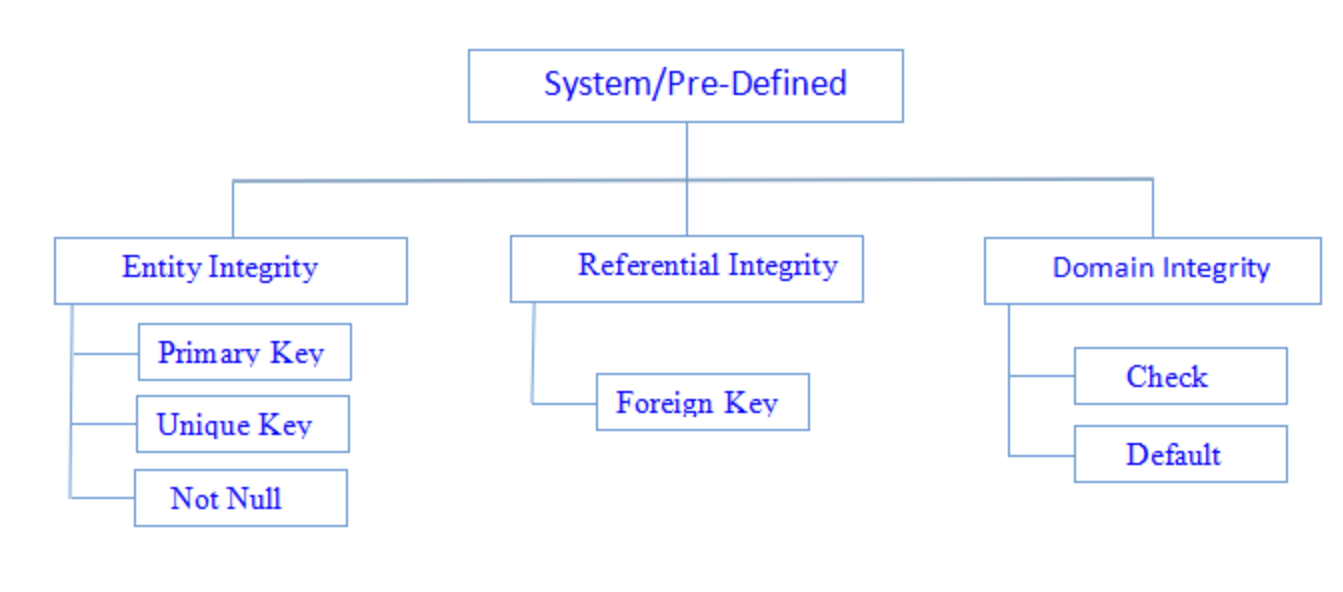 System/Pre-Defined
Entity Integrity
Primary Key
Unique Key
Not Null
Referential Integrity
Foreign Key
Domain Integrity
Check
Default